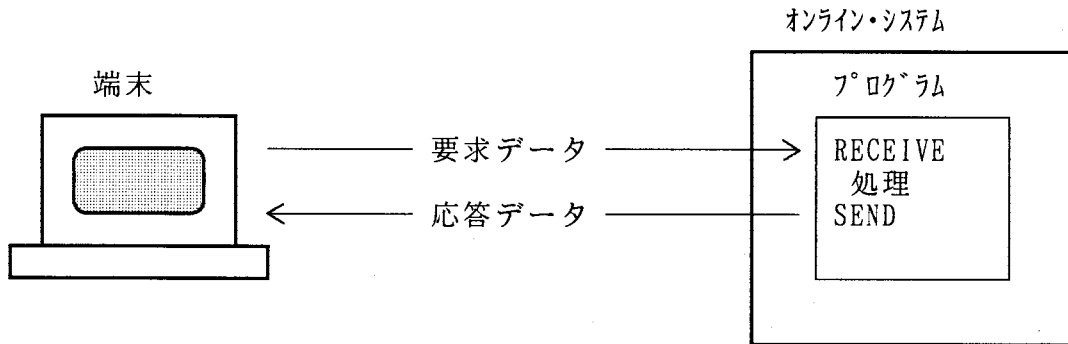 オンライン・システム
端末
プログラム
要求データ
RECEIVE
処理
応答データ
SEND